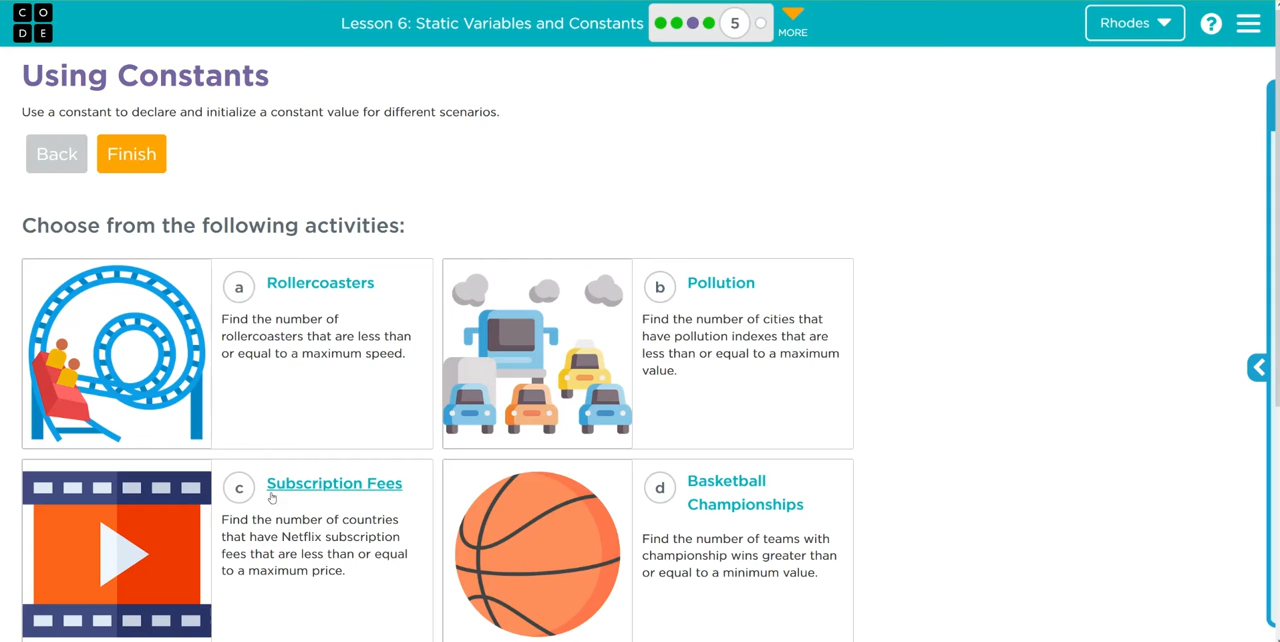 C O
D E
Lesson 6: Static Variables and Constants
5
MORE
Rhodes
?
Using Constants
Use a constant to declare and initialize a constant value for different scenarios.
Back
Finish
Choose from the following activities:
a
Rollercoasters
Find the number of
rollercoasters that are less than
or equal to a maximum speed.
b
Pollution
Find the number of cities that
have pollution indexes that are
less than or equal to a maximum
value.
c
Subscription Fees
Find the number of countries
that have Netflix subscription
fees that are less than or equal
to a maximum price.
d
Basketball
Championships
Find the number of teams with
championship wins greater than
or equal to a minimum value.